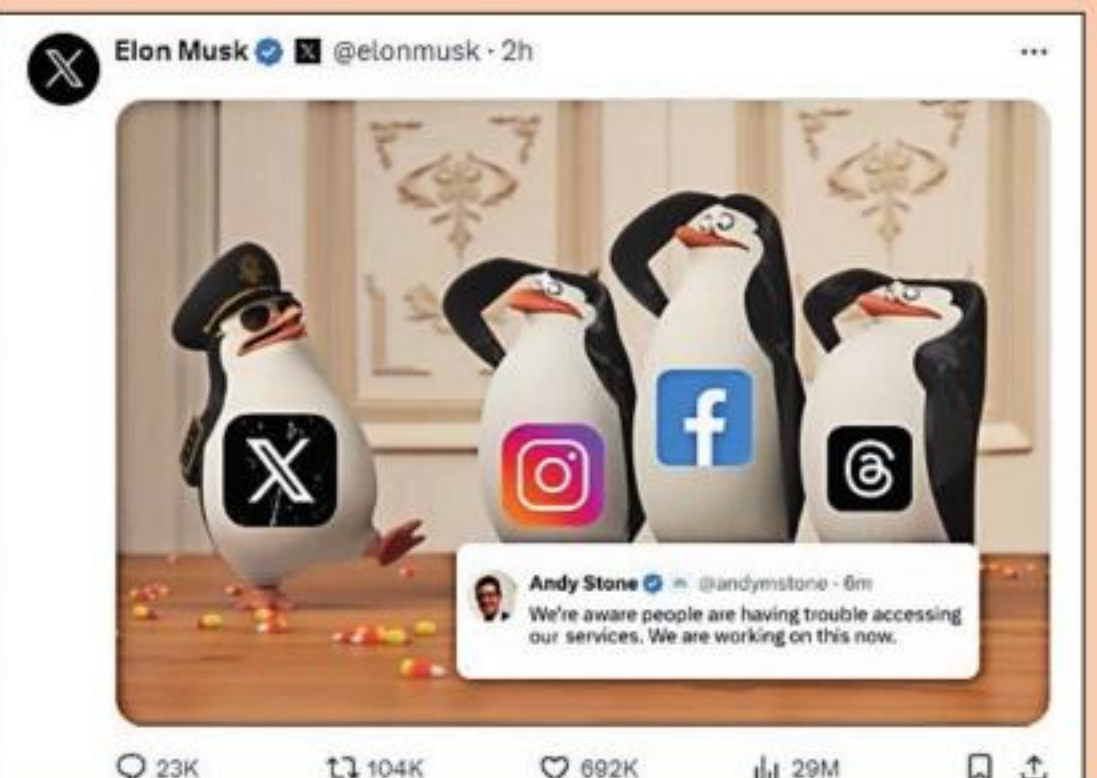 Elon Musk @elonmusk · 2h
Andy Stone @andymstone · 6m
We're aware people are having trouble accessing
our services. We are working on this now.
23K 104K 692K 29M